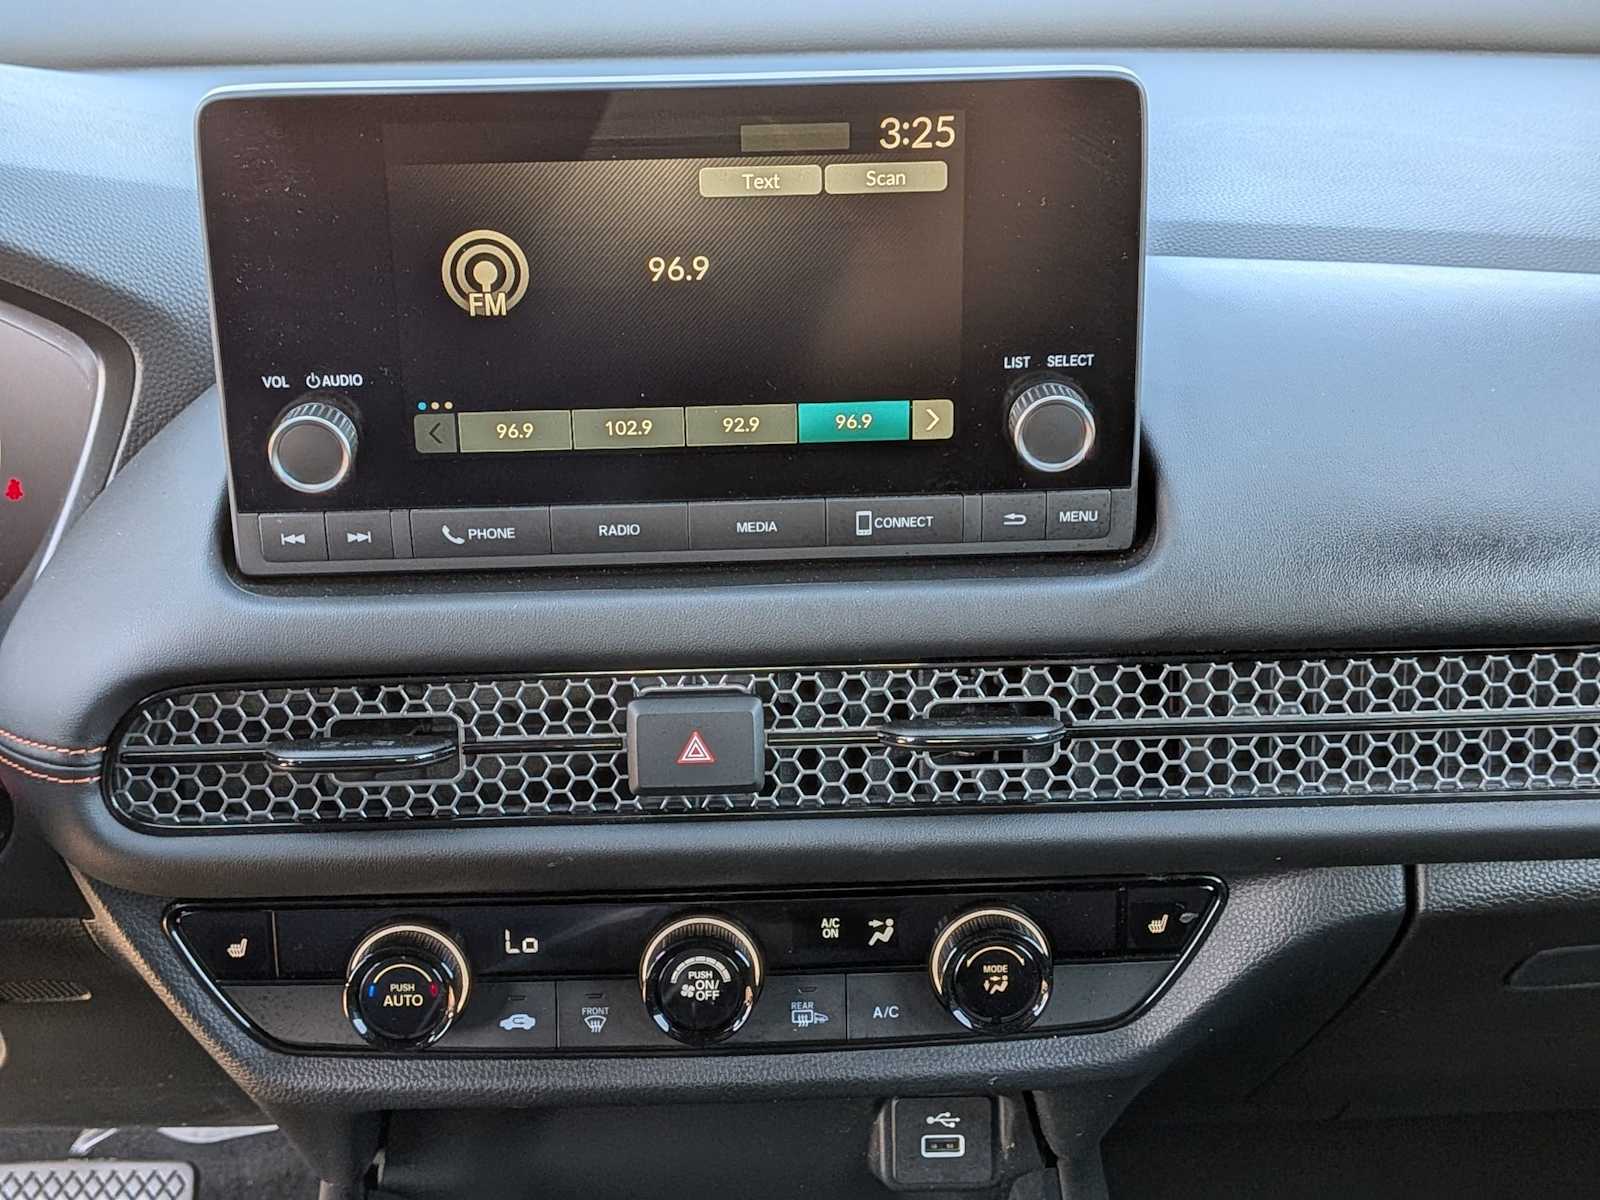 3:25
Text Scan
96.9
FM
LIST SELECT
VOL AUDIO
96.9 102.9 92.9 96.9
PHONE RADIO MEDIA CONNECT MENU
Lo
A/C
ON
PUSH
AUTO
PUSH
ON/
OFF
MODE
FRONT
REAR
A/C